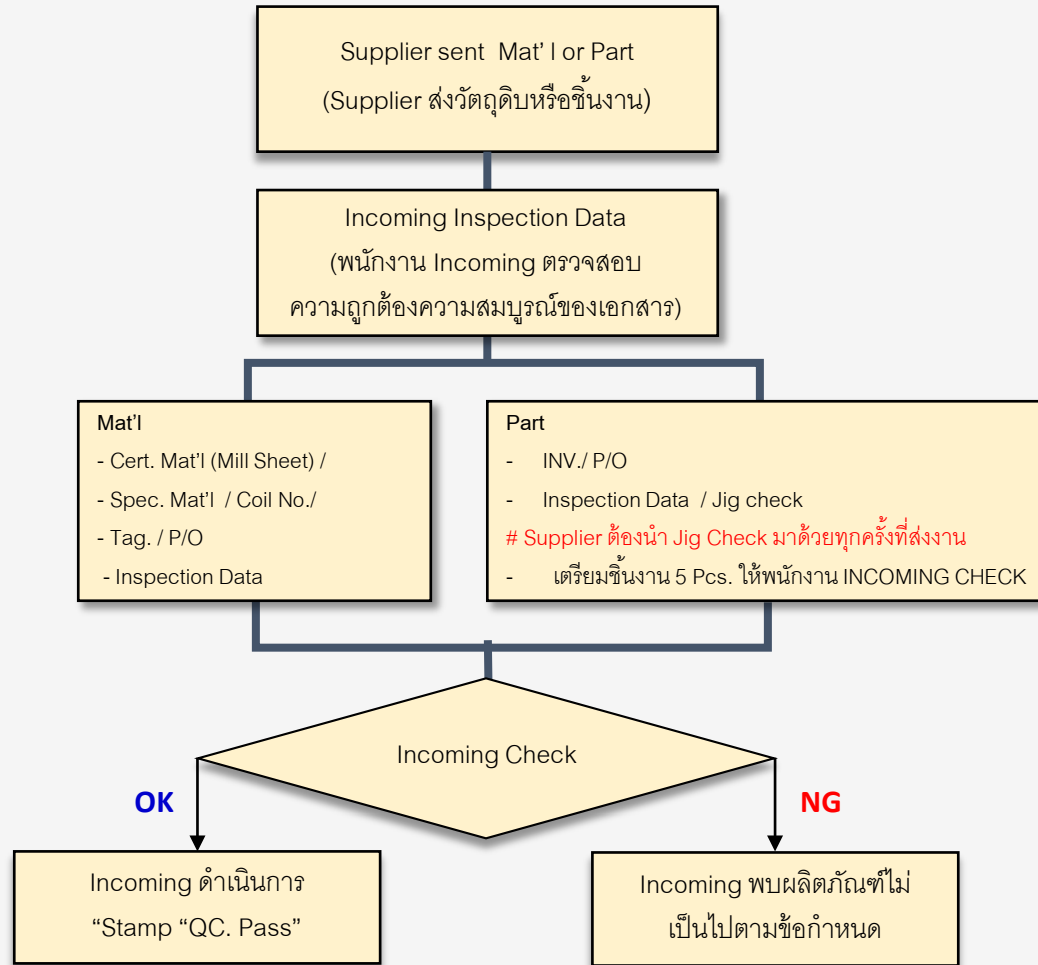 Supplier sent Mat' l or Part
(Supplier ส่งวัตถุดิบหรือชิ้นงาน)
Incoming Inspection Data
(พนักงาน Incoming ตรวจสอบ
ความถูกต้องความสมบูรณ์ของเอกสาร)
Mat'l
- Cert. Mat'l (Mill Sheet) /
- Spec. Mat'l / Coil No./
- Tag. / P/O
- Inspection Data
Part
- INV./ P/O
- Inspection Data / Jig check
# Supplier ต้องนำ Jig Check มาด้วยทุกครั้งที่ส่งงาน
- เตรียมชิ้นงาน 5 Pcs. ให้พนักงาน INCOMING CHECK
Incoming Check
OK
NG
Incoming ดำเนินการ
“Stamp “QC. Pass”
Incoming พบผลิตภัณฑ์ไม่
เป็นไปตามข้อกำหนด